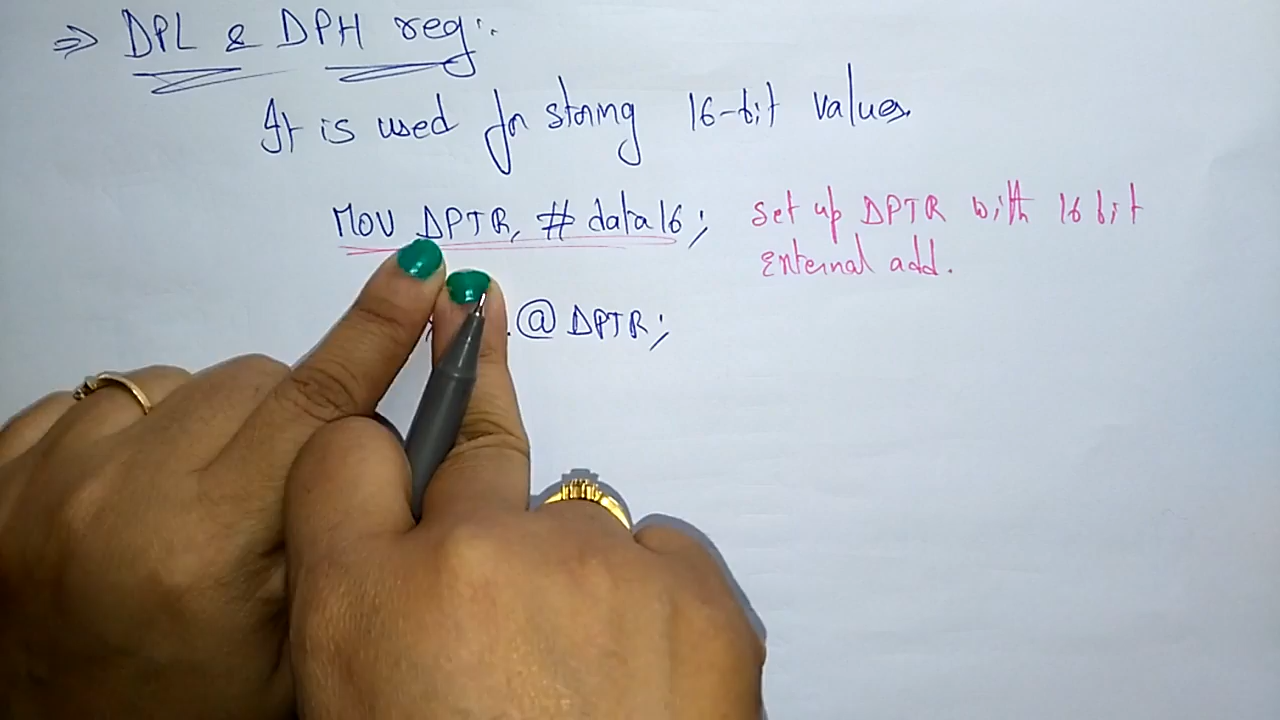 ⇒ DPL & DPH reg:.
It is used for storing 16-bit values.
MOV DPTR, # data16; Set up DPTR with 16 bit
External add.
@ DPTR;